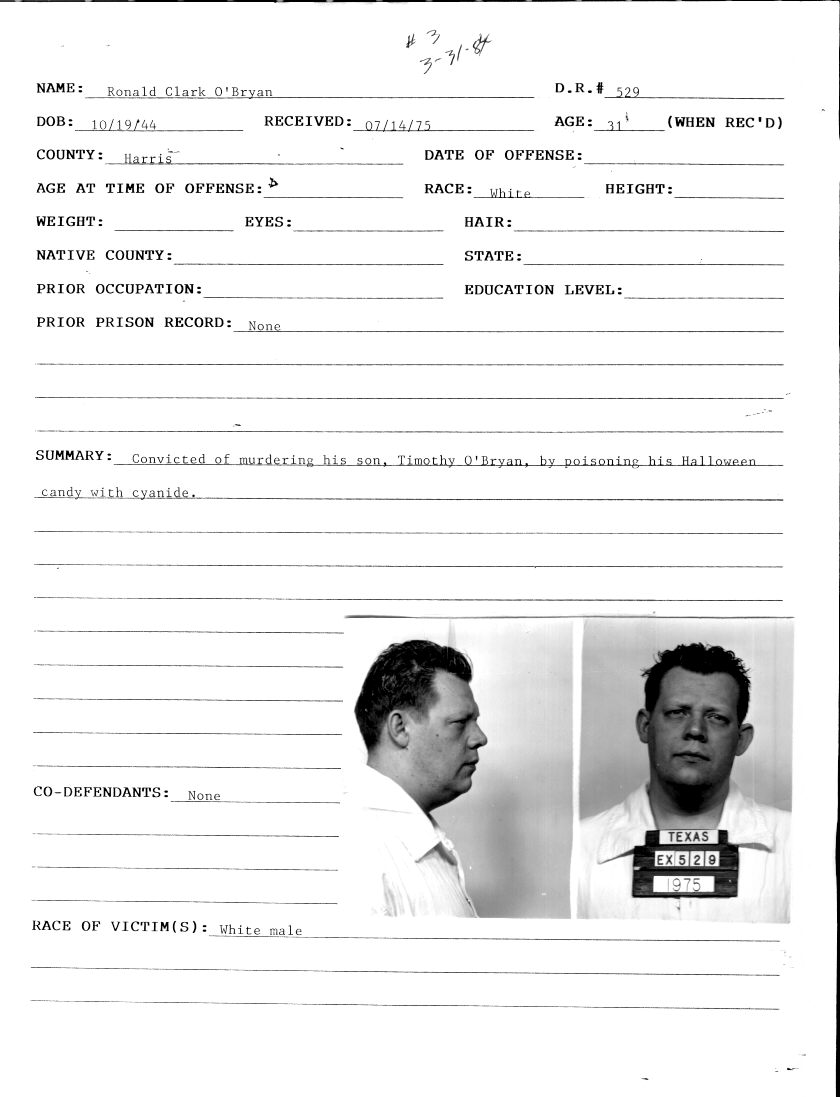 # 3
3-31-84
NAME: Ronald Clark O'Bryan D.R.# 529
DOB: 10/19/44 RECEIVED: 07/14/75 AGE: 31 (WHEN REC'D)
COUNTY: Harris DATE OF OFFENSE:
AGE AT TIME OF OFFENSE: RACE: White HEIGHT:
WEIGHT: EYES: HAIR:
NATIVE COUNTY: STATE:
PRIOR OCCUPATION: EDUCATION LEVEL:
PRIOR PRISON RECORD: None
SUMMARY: Convicted of murdering his son, Timothy O'Bryan, by poisoning his Halloween
candy with cyanide.
TEXAS
EX 5 2 9
1975
CO-DEFENDANTS: None
RACE OF VICTIM(S): White male